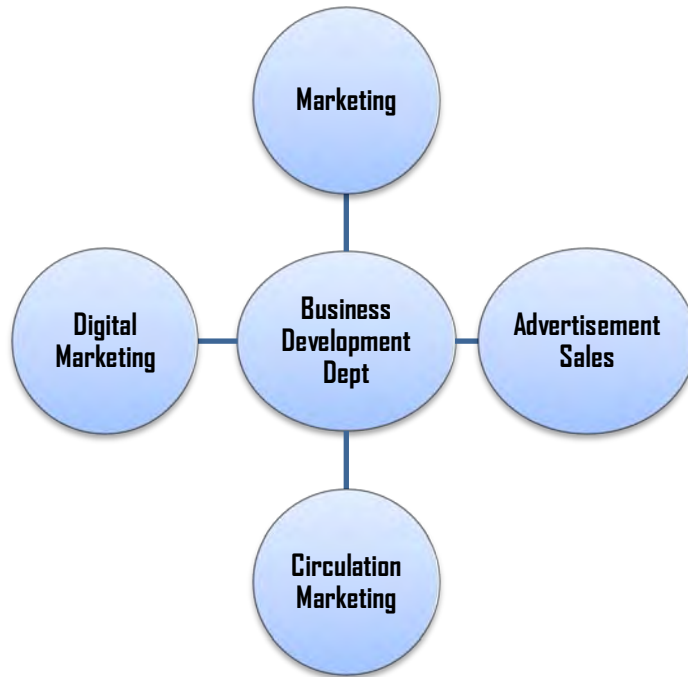 Marketing
Digital
Marketing
Business
Development
Dept
Advertisement
Sales
Circulation
Marketing